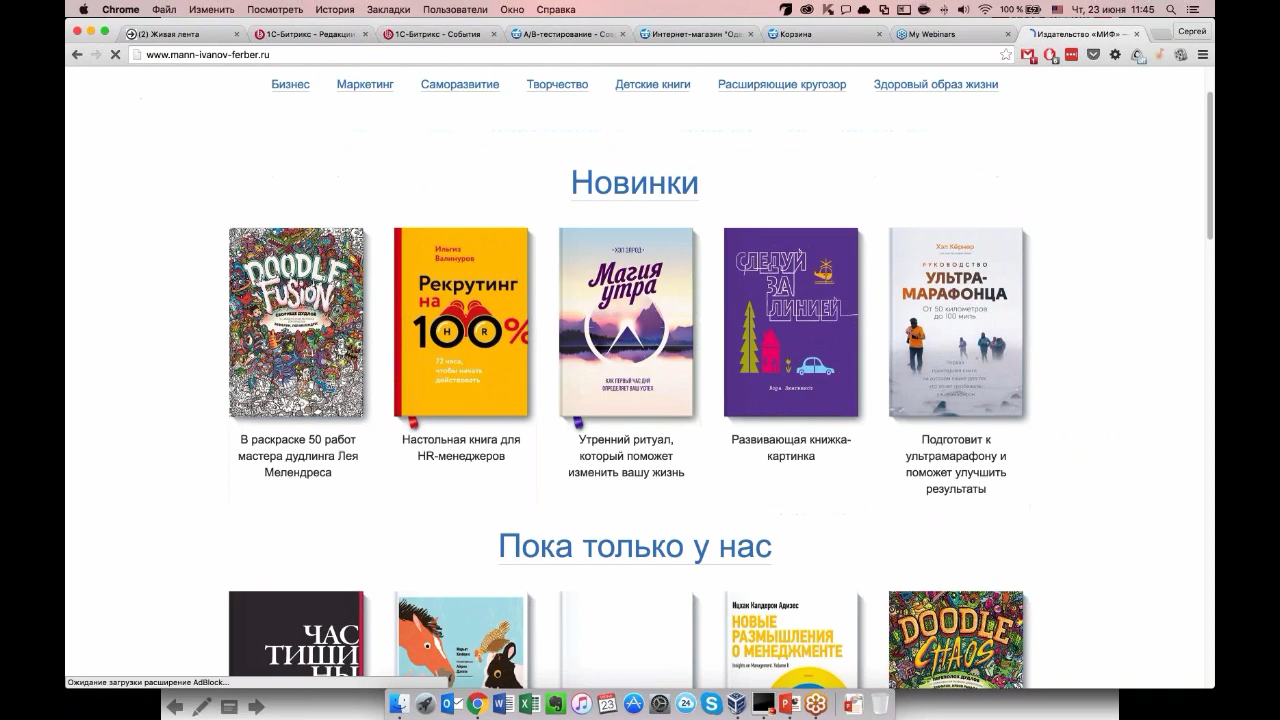 Chrome Файл Изменить Посмотреть История Закладки Пользователи Окно Справка
100 % Чт, 23 июня 11:45
(2) Живая лента
1С-Битрикс - Редакци
1С-Битрикс - События
A/B-тестирование - Со
Интернет-магазин "Од
Корзина
My Webinars
Издательство «МИФ» —
Сергей
www.mann-ivanov-ferber.ru
Бизнес Маркетинг Саморазвитие Творчество Детские книги Расширяющие кругозор Здоровый образ жизни
Новинки
DOODLE
FUSION
Ильгиз
Валинуров
Рекрутинг
на
100%
H R
72 часа,
чтобы начать
действовать
· ХЭЛ ЭЛРОД ·
Магия
утра
КАК ПЕРВЫЙ ЧАС ДНЯ
ОПРЕДЕЛЯЕТ ВАШ УСПЕХ
СЛЕДУЙ
ЗА
ЛИНИЕЙ
Хэл Кёрнер
РУКОВОДСТВО
УЛЬТРА-
МАРАФОНЦА
От 50 километров
до 100 миль
В раскраске 50 работ
мастера дудлинга Лея
Мелендреса
Настольная книга для
HR-менеджеров
Утренний ритуал,
который поможет
изменить вашу жизнь
Развивающая книжка-
картинка
Подготовит к
ультрамарафону и
поможет улучшить
результаты
Пока только у нас
ЧАС
ТИШИ
НЫ
Ицхак Кальдерон Адизес
НОВЫЕ
РАЗМЫШЛЕНИЯ
О МЕНЕДЖМЕНТЕ
Insights on Management. Volume II
DOODLE
CHAOS
Ожидание загрузки расширение AdBlock...